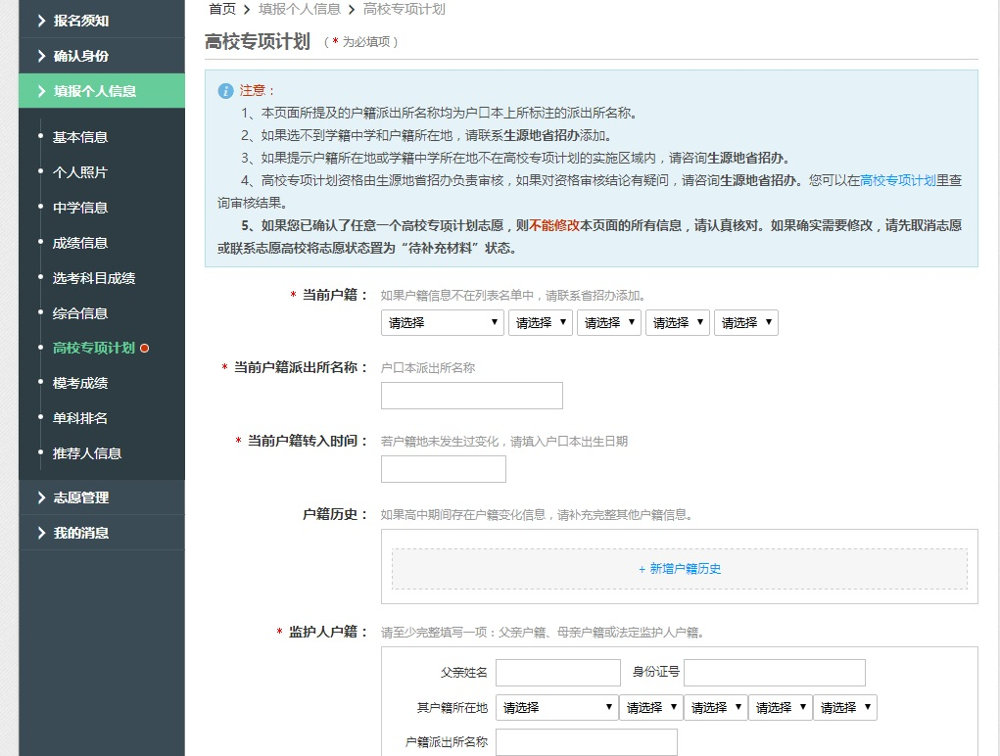 首页 > 填报个人信息 > 高校专项计划
高校专项计划 （* 为必填项）
报名须知
确认身份
填报个人信息
基本信息
个人照片
中学信息
成绩信息
选考科目成绩
综合信息
高校专项计划
模考成绩
单科排名
推荐人信息
志愿管理
我的消息
注意：
1、本页面所提及的户籍派出所名称均为户口本上所标注的派出所名称。
2、如果选不到学籍中学和户籍所在地，请联系生源地省招办添加。
3、如果提示户籍所在地或学籍中学所在地不在高校专项计划的实施区域内，请咨询生源地省招办。
4、高校专项计划资格由生源地省招办负责审核，如果对资格审核结论有疑问，请咨询生源地省招办。您可以在高校专项计划里查
询审核结果。
5、如果您已确认了任意一个高校专项计划志愿，则不能修改本页面的所有信息，请认真核对。如果确实需要修改，请先取消志愿
或联系志愿高校将志愿状态置为“待补充材料”状态。
* 当前户籍： 如果户籍信息不在列表名单中，请联系省招办添加。
请选择 请选择 请选择 请选择 请选择
* 当前户籍派出所名称： 户口本派出所名称
* 当前户籍转入时间： 若户籍地未发生过变化，请填入户口本出生日期
户籍历史： 如果高中期间存在户籍变化信息，请补充完整其他户籍信息。
+ 新增户籍历史
* 监护人户籍： 请至少完整填写一项：父亲户籍、母亲户籍或法定监护人户籍。
父亲姓名 身份证号
其户籍所在地 请选择 请选择 请选择 请选择 请选择
户籍派出所名称